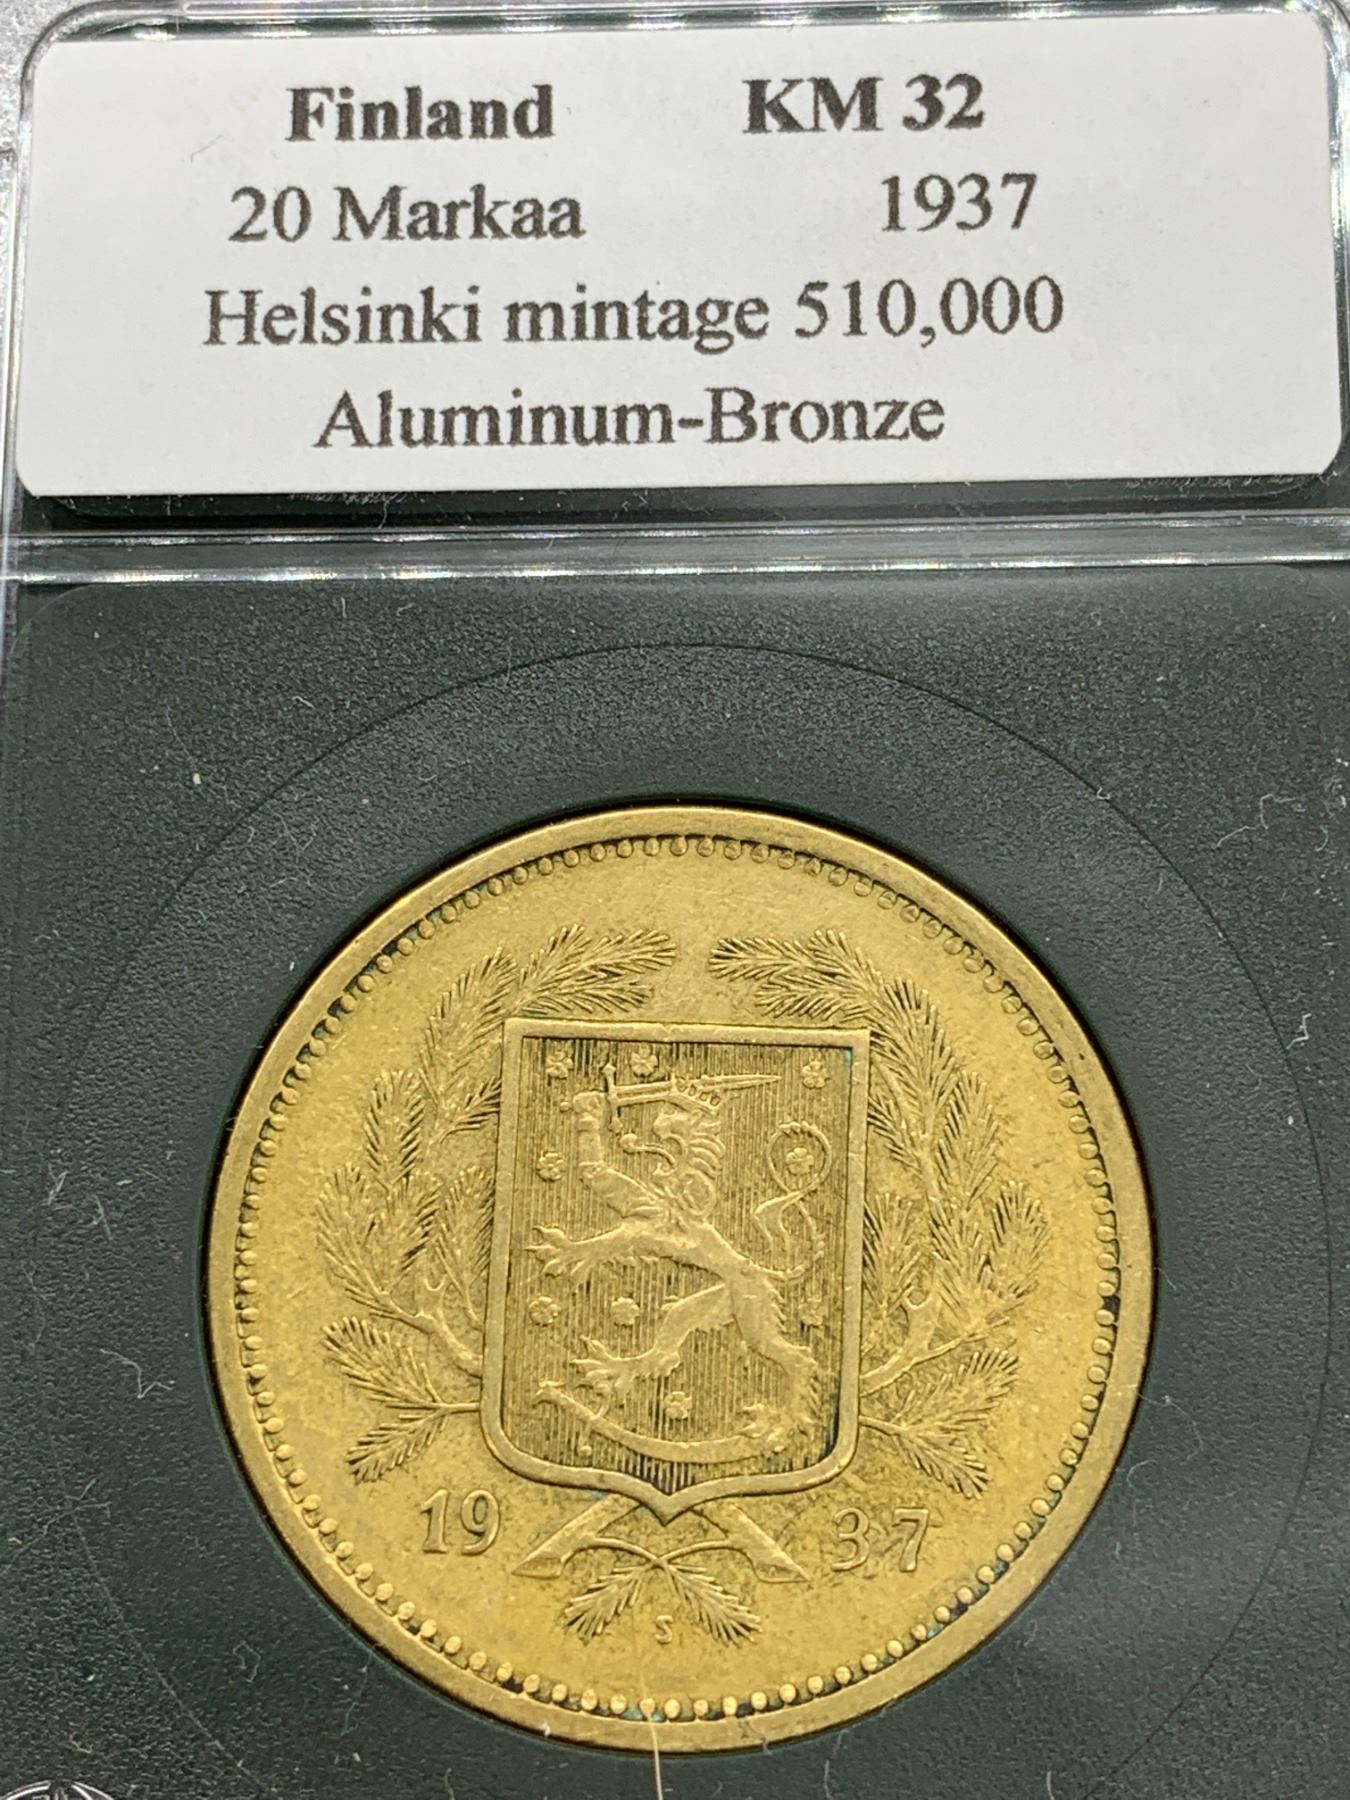 Finland KM 32
20 Markaa 1937
Helsinki mintage 510,000
Aluminum-Bronze
19 37
S